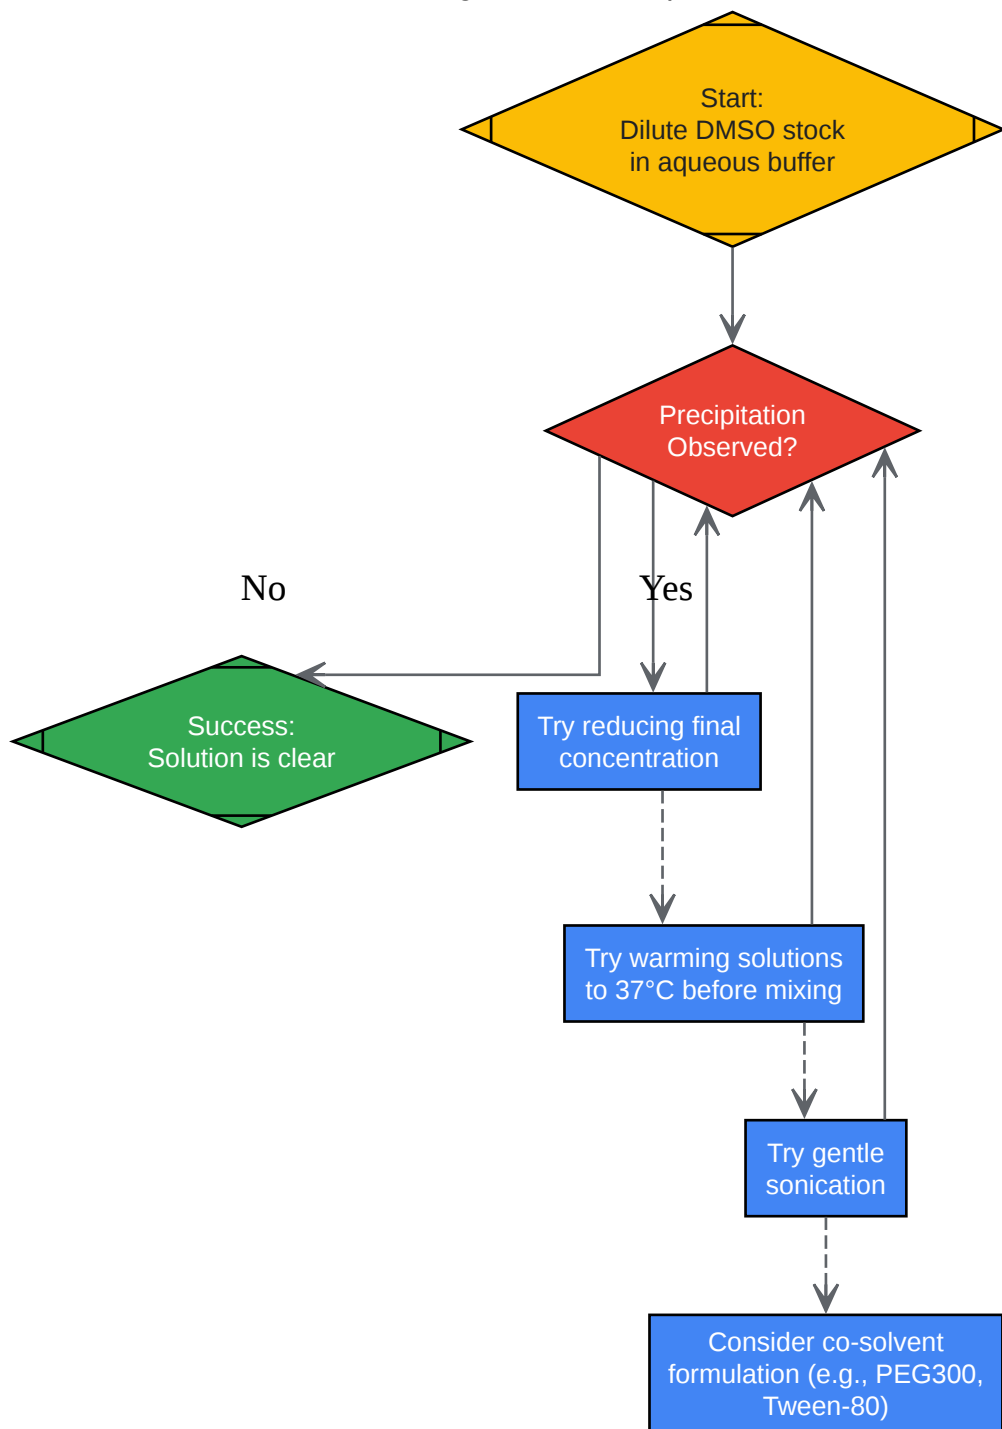 Start:
Dilute DMSO stock
in aqueous buffer
Precipitation
Observed?
No
Yes
Success:
Solution is clear
Try reducing final
concentration
Try warming solutions
to 37°C before mixing
Try gentle
sonication
Consider co-solvent
formulation (e.g., PEG300,
Tween-80)